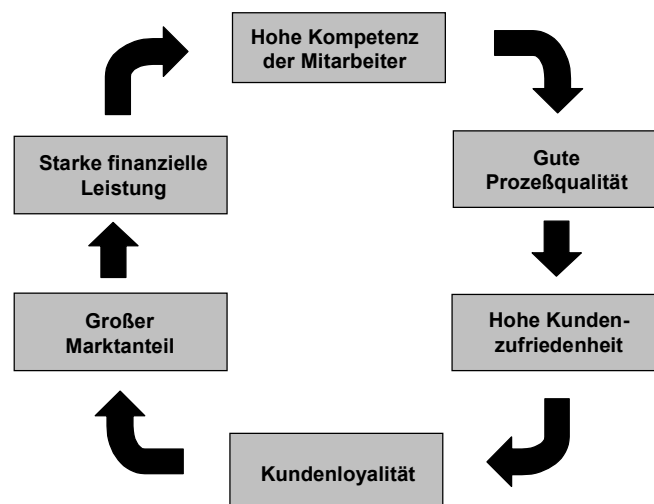 Hohe Kompetenz
der Mitarbeiter
Gute
Prozeßqualität
Hohe Kunden-
zufriedenheit
Kundenloyalität
Großer
Marktanteil
Starke finanzielle
Leistung